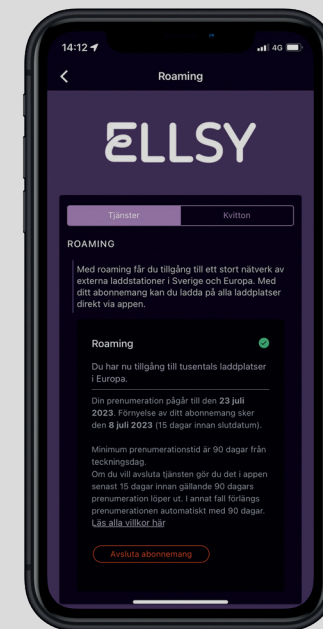 14:12
4G
Roaming
ELLSY
Tjänster
Kvitton
ROAMING
Med roaming får du tillgång till ett stort nätverk av
externa laddstationer i Sverige och Europa. Med
ditt abonnemang kan du ladda på alla laddplatser
direkt via appen.
Roaming
Du har nu tillgång till tusentals laddplatser
i Europa.
Din prenumeration pågår till den 23 juli
2023. Förnyelse av ditt abonnemang sker
den 8 juli 2023 (15 dagar innan slutdatum).
Minimum prenumerationstid är 90 dagar från
teckningsdag.
Om du vill avsluta tjänsten gör du det i appen
senast 15 dagar innan gällande 90 dagars
prenumeration löper ut. I annat fall förlängs
prenumerationen automatiskt med 90 dagar.
Läs alla villkor här
Avsluta abonnemang